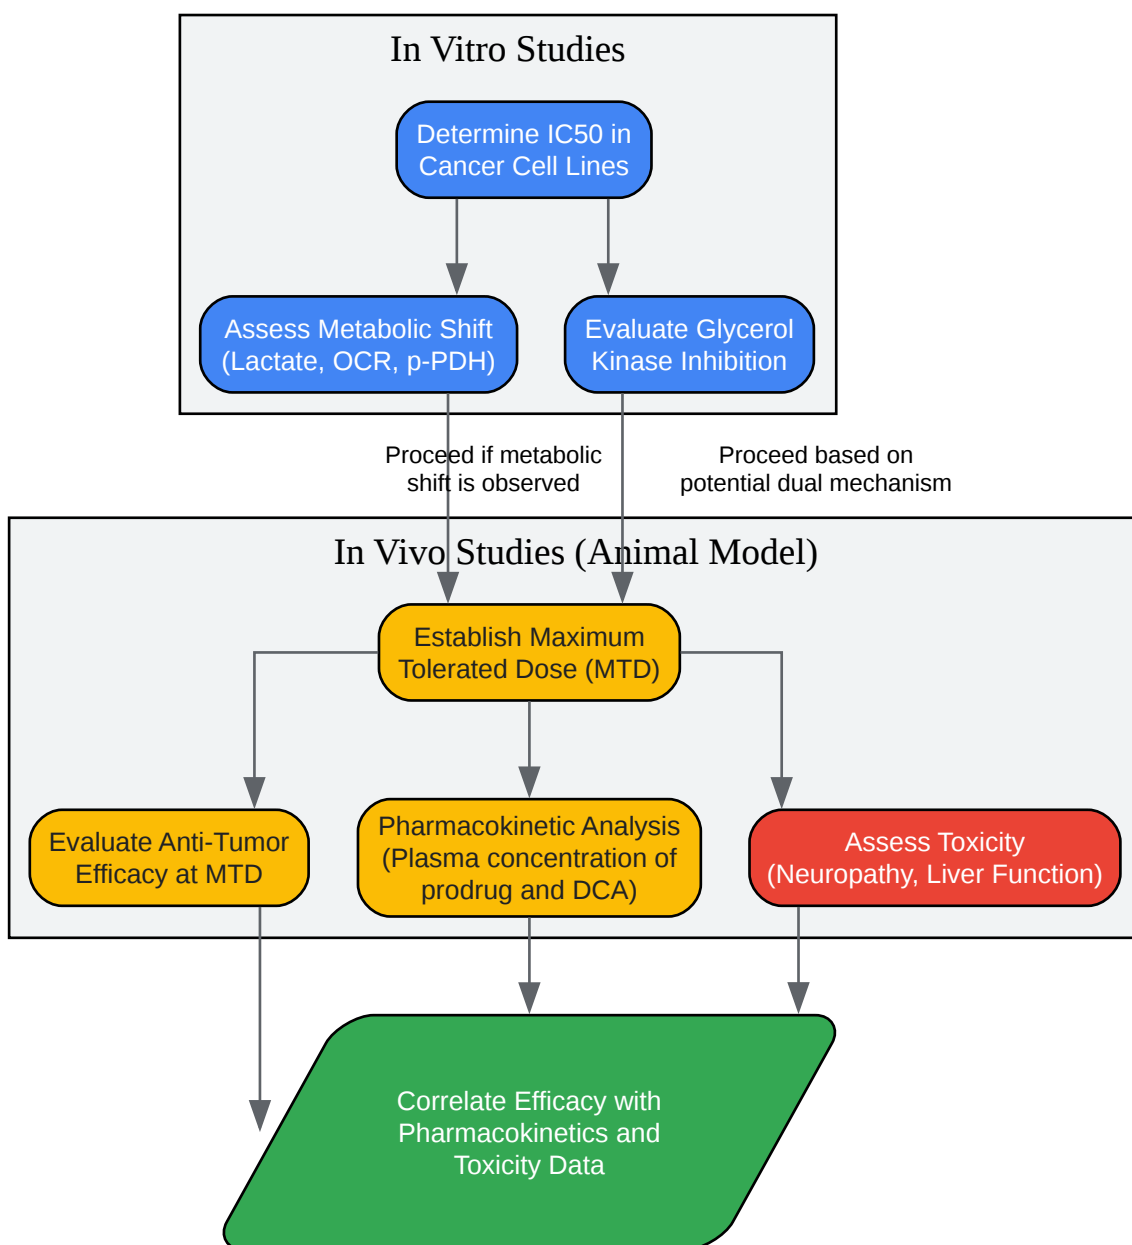 In Vitro Studies
Determine IC50 in
Cancer Cell Lines
Assess Metabolic Shift
(Lactate, OCR, p-PDH)
Evaluate Glycerol
Kinase Inhibition
Proceed if metabolic
shift is observed
Proceed based on
potential dual mechanism
In Vivo Studies (Animal Model)
Establish Maximum
Tolerated Dose (MTD)
Evaluate Anti-Tumor
Efficacy at MTD
Pharmacokinetic Analysis
(Plasma concentration of
prodrug and DCA)
Assess Toxicity
(Neuropathy, Liver Function)
Correlate Efficacy with
Pharmacokinetics and
Toxicity Data